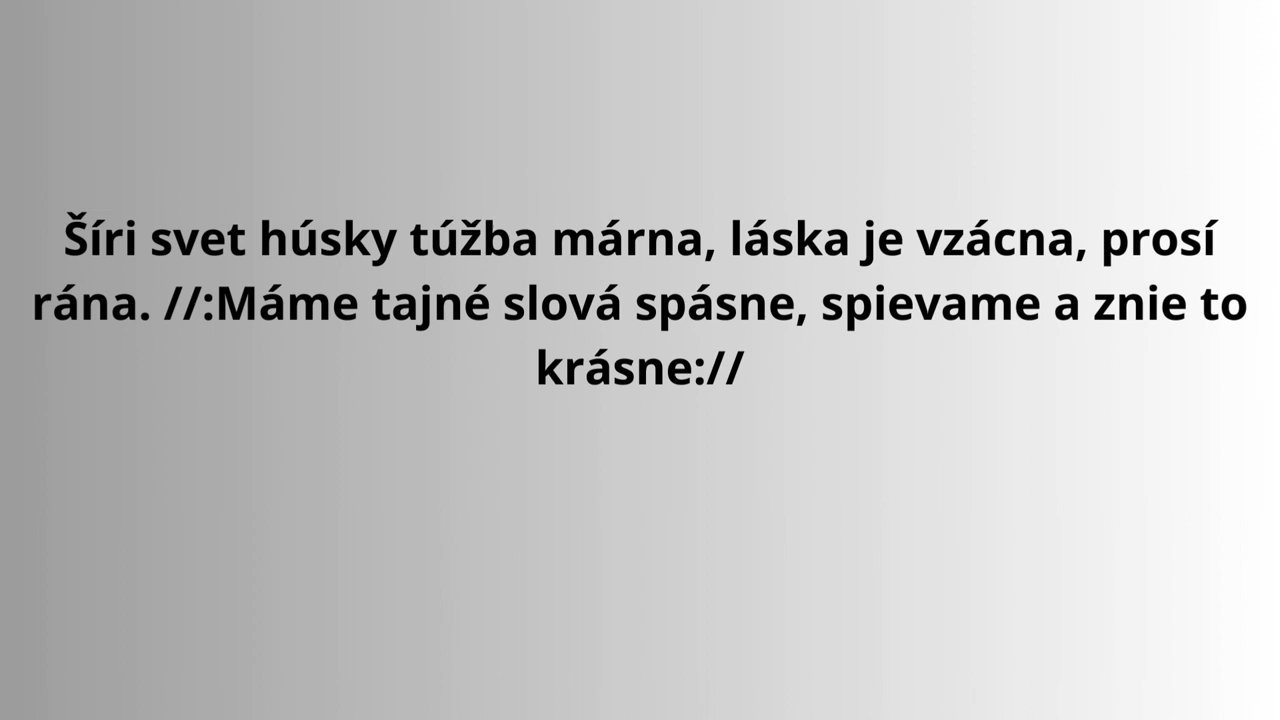 Šíri svet húsky túžba márna, láska je vzácna, prosí
rána. //:Máme tajné slová spásne, spievame a znie to
krásne://